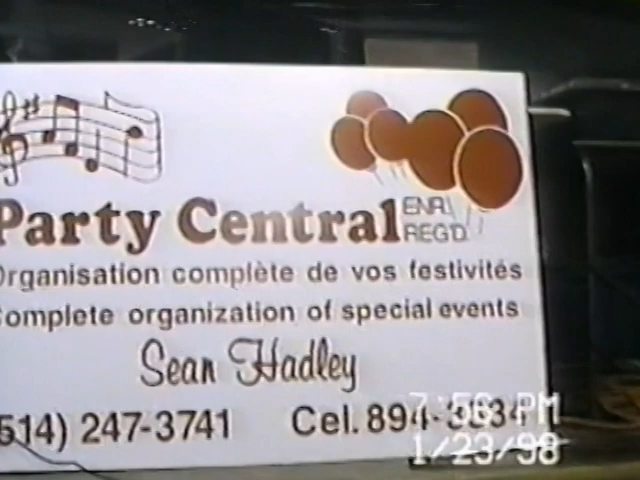 Party Central ENR. REG'D.
Organisation complète de vos festivités
Complete organization of special events
Sean Hadley
(514) 247-3741 Cel. 894-3334
7:56 PM
1/23/98